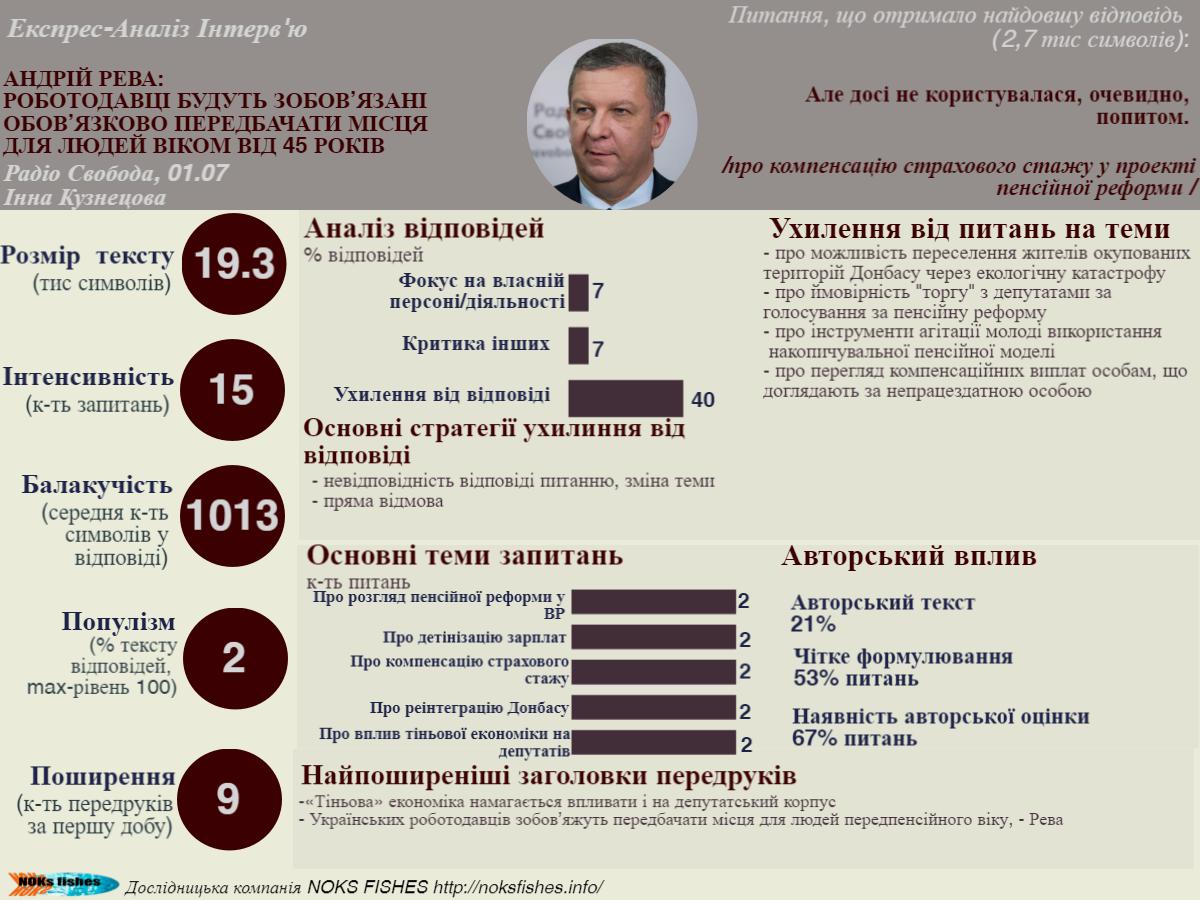 Експрес-Аналіз Інтерв'ю
АНДРІЙ РЕВА:
РОБОТОДАВЦІ БУДУТЬ ЗОБОВ’ЯЗАНІ
ОБОВ’ЯЗКОВО ПЕРЕДБАЧАТИ МІСЦЯ
ДЛЯ ЛЮДЕЙ ВІКОМ ВІД 45 РОКІВ
Радіо Свобода, 01.07
Інна Кузнецова
Питання, що отримало найдовшу відповідь
(2,7 тис символів):
Але досі не користувалася, очевидно,
попитом.
/про компенсацію страхового стажу у проекті
пенсійної реформи /
Розмір тексту
(тис символів)
19.3
Інтенсивність
(к-ть запитань)
15
Балакучість
(середня к-ть
символів у
відповіді)
1013
Популізм
(% тексту
відповідей,
max-рівень 100)
2
Поширення
(к-ть передруків
за першу добу)
9
Аналіз відповідей
% відповідей
Фокус на власній
персоні/діяльності
7
Критика інших
7
Ухилення від відповіді
40
Основні стратегії ухилиння від
відповіді
- невідповідність відповіді питанню, зміна теми
- пряма відмова
Ухилення від питань на теми
- про можливість переселення жителів окупованих
територій Донбасу через екологічну катастрофу
- про ймовірність "торгу" з депутатами за
голосування за пенсійну реформу
- про інструменти агітації молоді використання
накопичувальної пенсійної моделі
- про перегляд компенсаційних виплат особам, що
доглядають за непрацездатною особою
Основні теми запитань
к-ть питань
Про розгляд пенсійної реформи у
ВР
2
Про детінізацію зарплат
2
Про компенсацію страхового
стажу
2
Про реінтеграцію Донбасу
2
Про вплив тіньової економіки на
депутатів
2
Авторський вплив
Авторський текст
21%
Чітке формулювання
53% питань
Наявність авторської оцінки
67% питань
Найпоширеніші заголовки передруків
-«Тіньова» економіка намагається впливати і на депутатський корпус
- Українських роботодавців зобов’яжуть передбачати місця для людей передпенсійного віку, - Рева
NOKs fishes
Дослідницька компанія NOKS FISHES http://noksfishes.info/